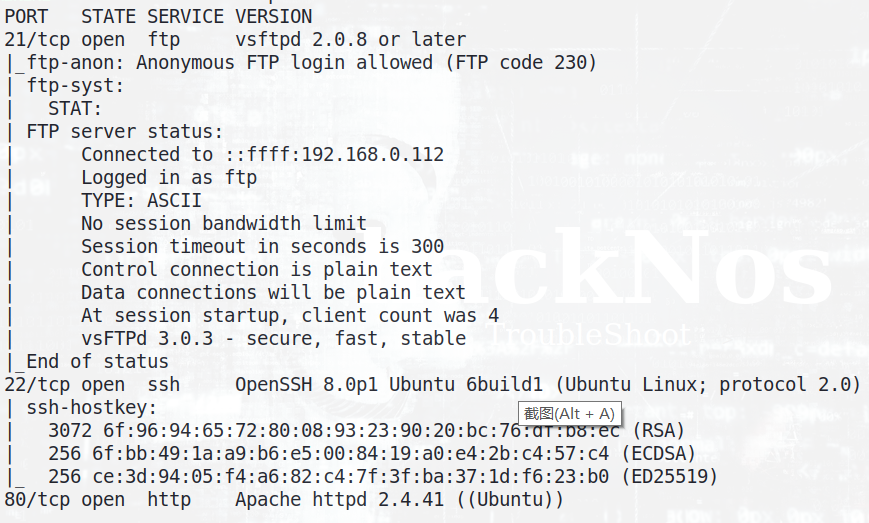 PORT   STATE SERVICE VERSION
21/tcp open  ftp     vsftpd 2.0.8 or later
|_ftp-anon: Anonymous FTP login allowed (FTP code 230)
| ftp-syst:
|   STAT:
| FTP server status:
|      Connected to ::ffff:192.168.0.112
|      Logged in as ftp
|      TYPE: ASCII
|      No session bandwidth limit
|      Session timeout in seconds is 300
|      Control connection is plain text
|      Data connections will be plain text
|      At session startup, client count was 4
|      vsFTPd 3.0.3 - secure, fast, stable
|_End of status
ackNos
TroubleShoot
22/tcp open  ssh     OpenSSH 8.0p1 Ubuntu 6build1 (Ubuntu Linux; protocol 2.0)
| ssh-hostkey:
截图(Alt + A)
|   3072 6f:96:94:65:72:80:08:93:23:90:20:bc:76:df:b8:ec (RSA)
|   256 6f:bb:49:1a:a9:b6:e5:00:84:19:a0:e4:2b:c4:57:c4 (ECDSA)
|_  256 ce:3d:94:05:f4:a6:82:c4:7f:3f:ba:37:1d:f6:23:b0 (ED25519)
80/tcp open  http    Apache httpd 2.4.41 ((Ubuntu))